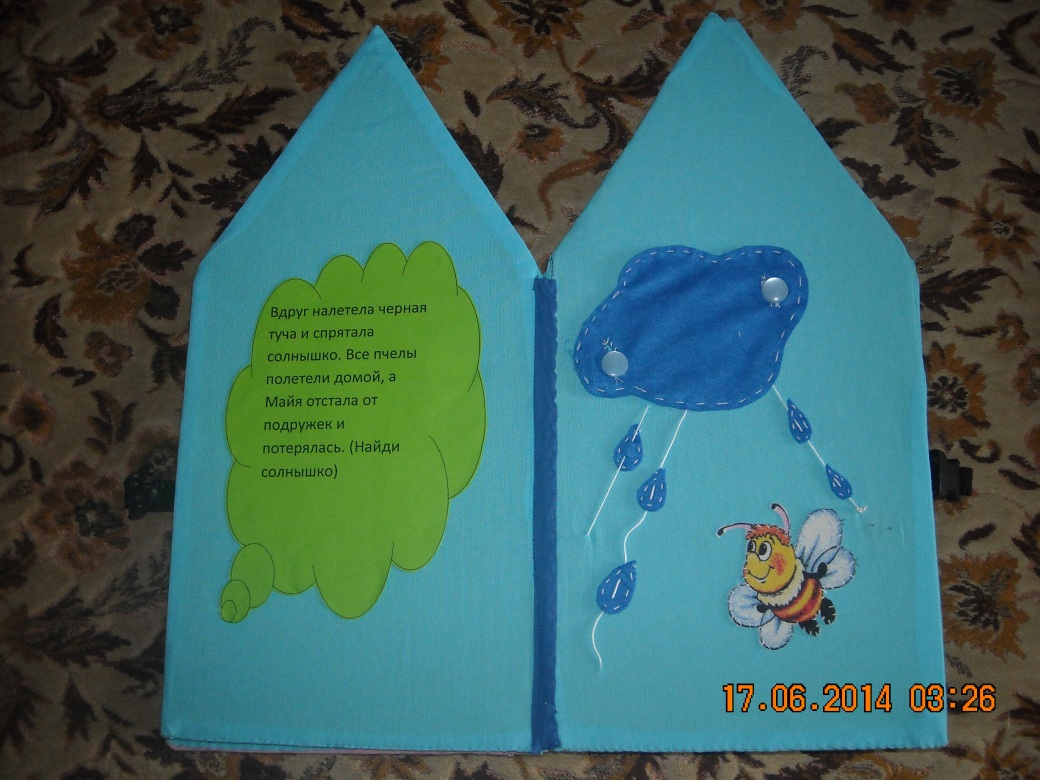 Вдруг налетела черная
туча и спрятала
солнышко. Все пчелы
полетели домой, а
Майя отстала от
подружек и
потерялась. (Найди
солнышко)
17.06.2014 03:26